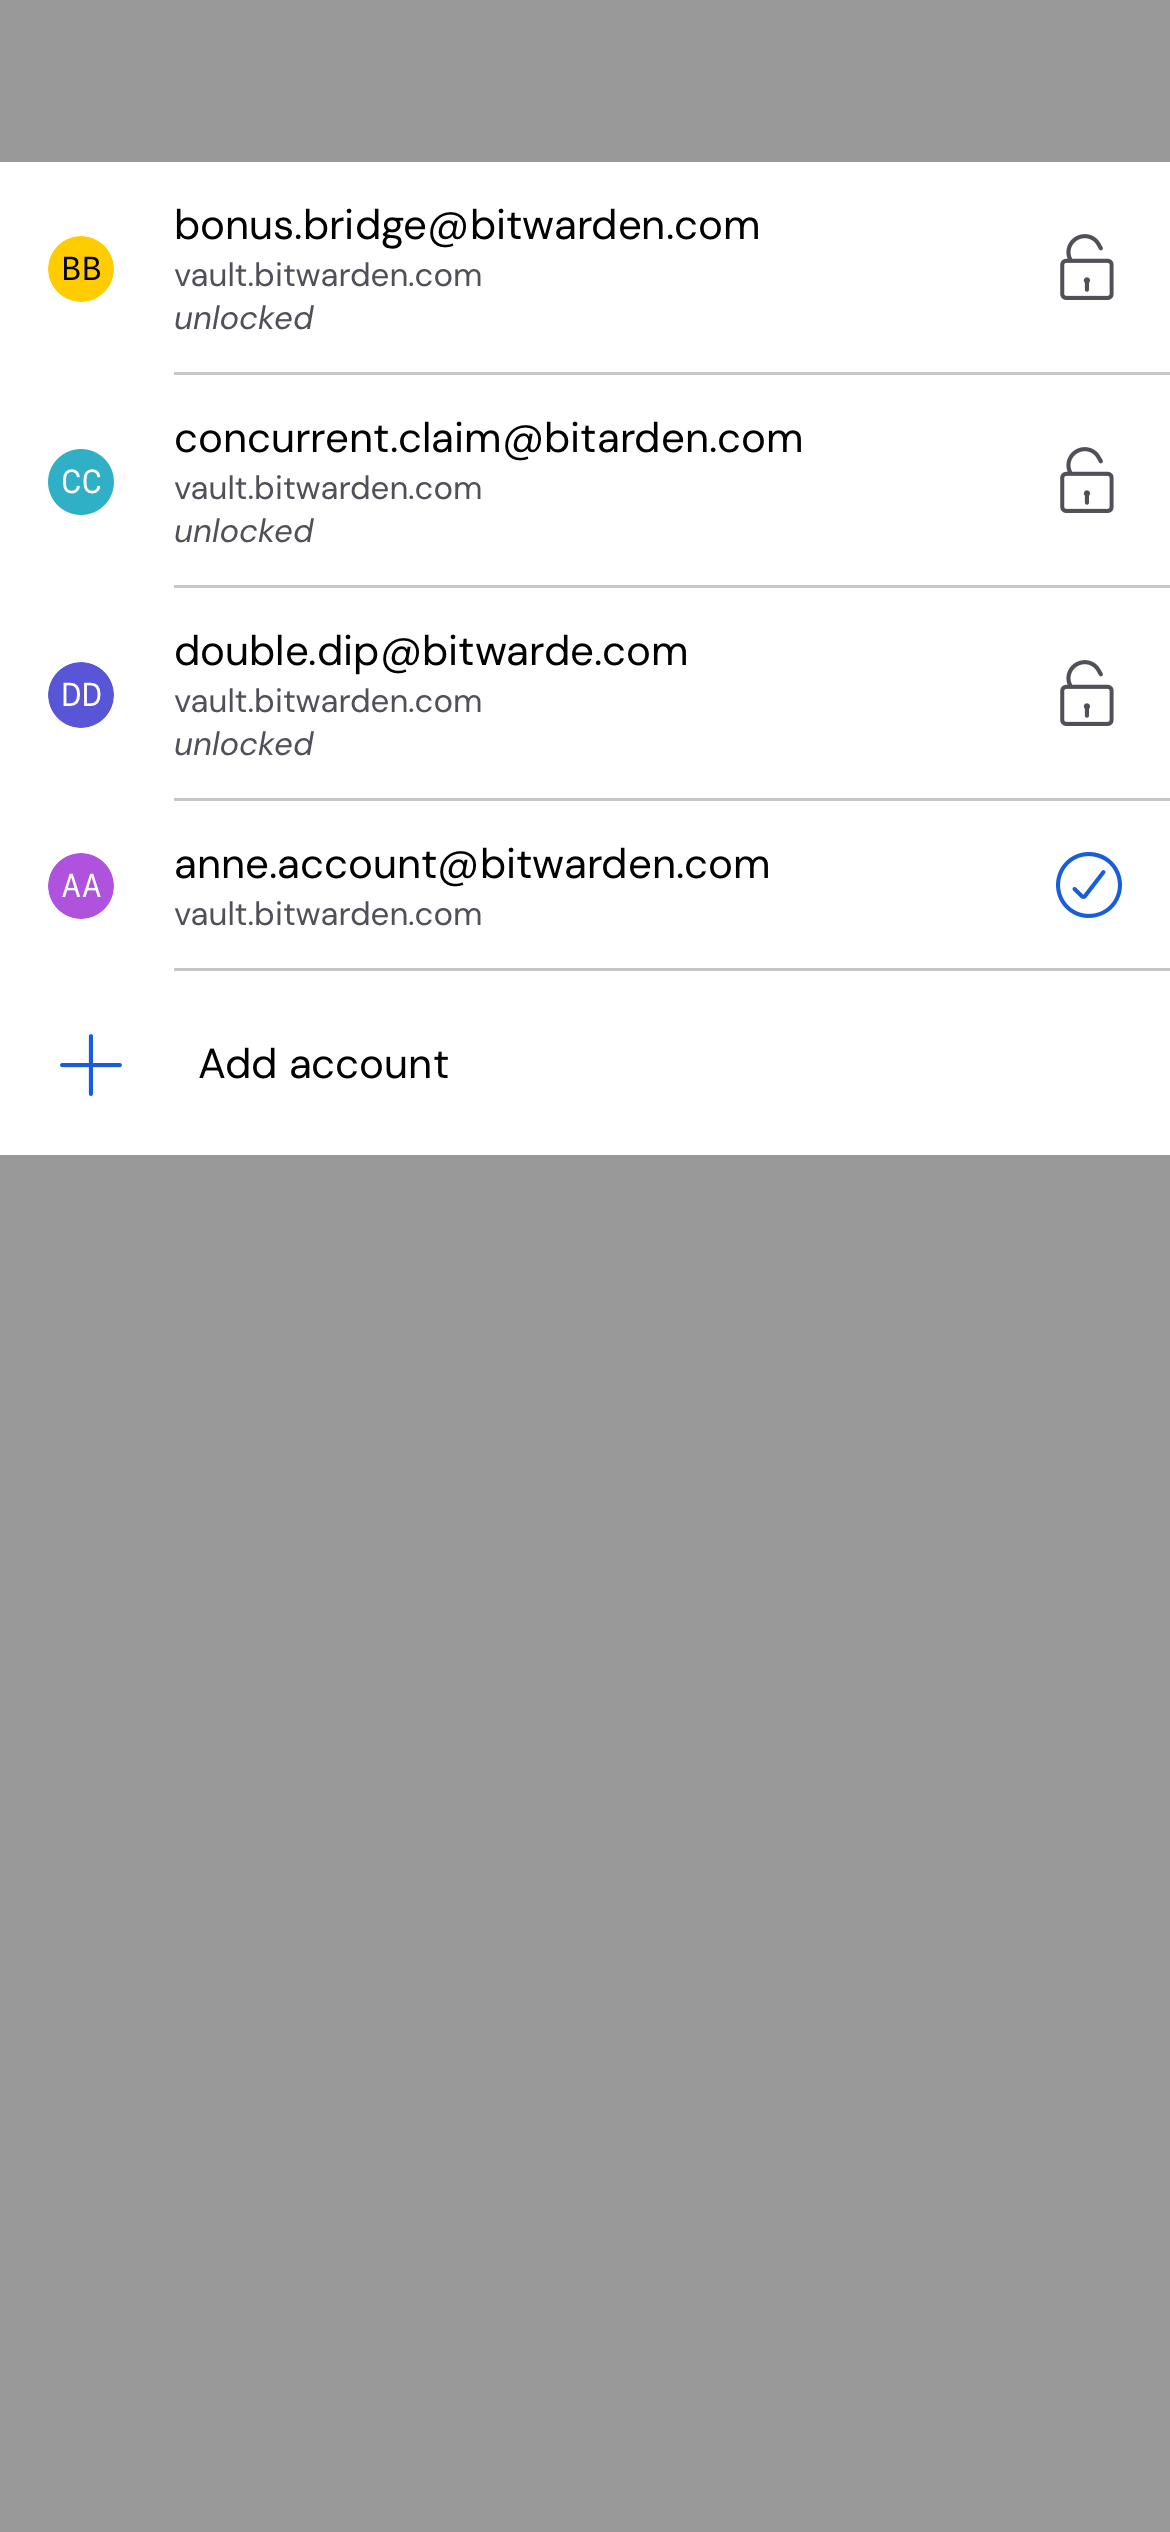 BB
bonus.bridge@bitwarden.com
vault.bitwarden.com
unlocked
CC
concurrent.claim@bitarden.com
vault.bitwarden.com
unlocked
DD
double.dip@bitwarde.com
vault.bitwarden.com
unlocked
AA
anne.account@bitwarden.com
vault.bitwarden.com
Add account